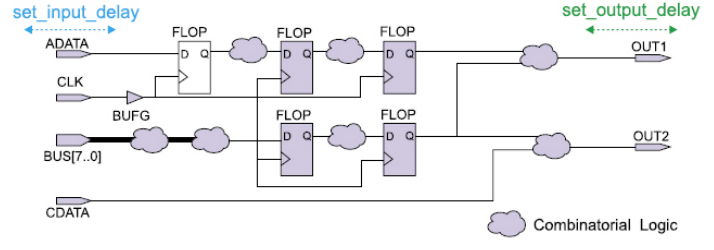 set_input_delay
set_output_delay
ADATA
FLOP
FLOP
FLOP
OUT1
D Q
D Q
D Q
CLK
BUFG
FLOP
FLOP
BUS[7..0]
D Q
D Q
OUT2
CDATA
Combinatorial Logic